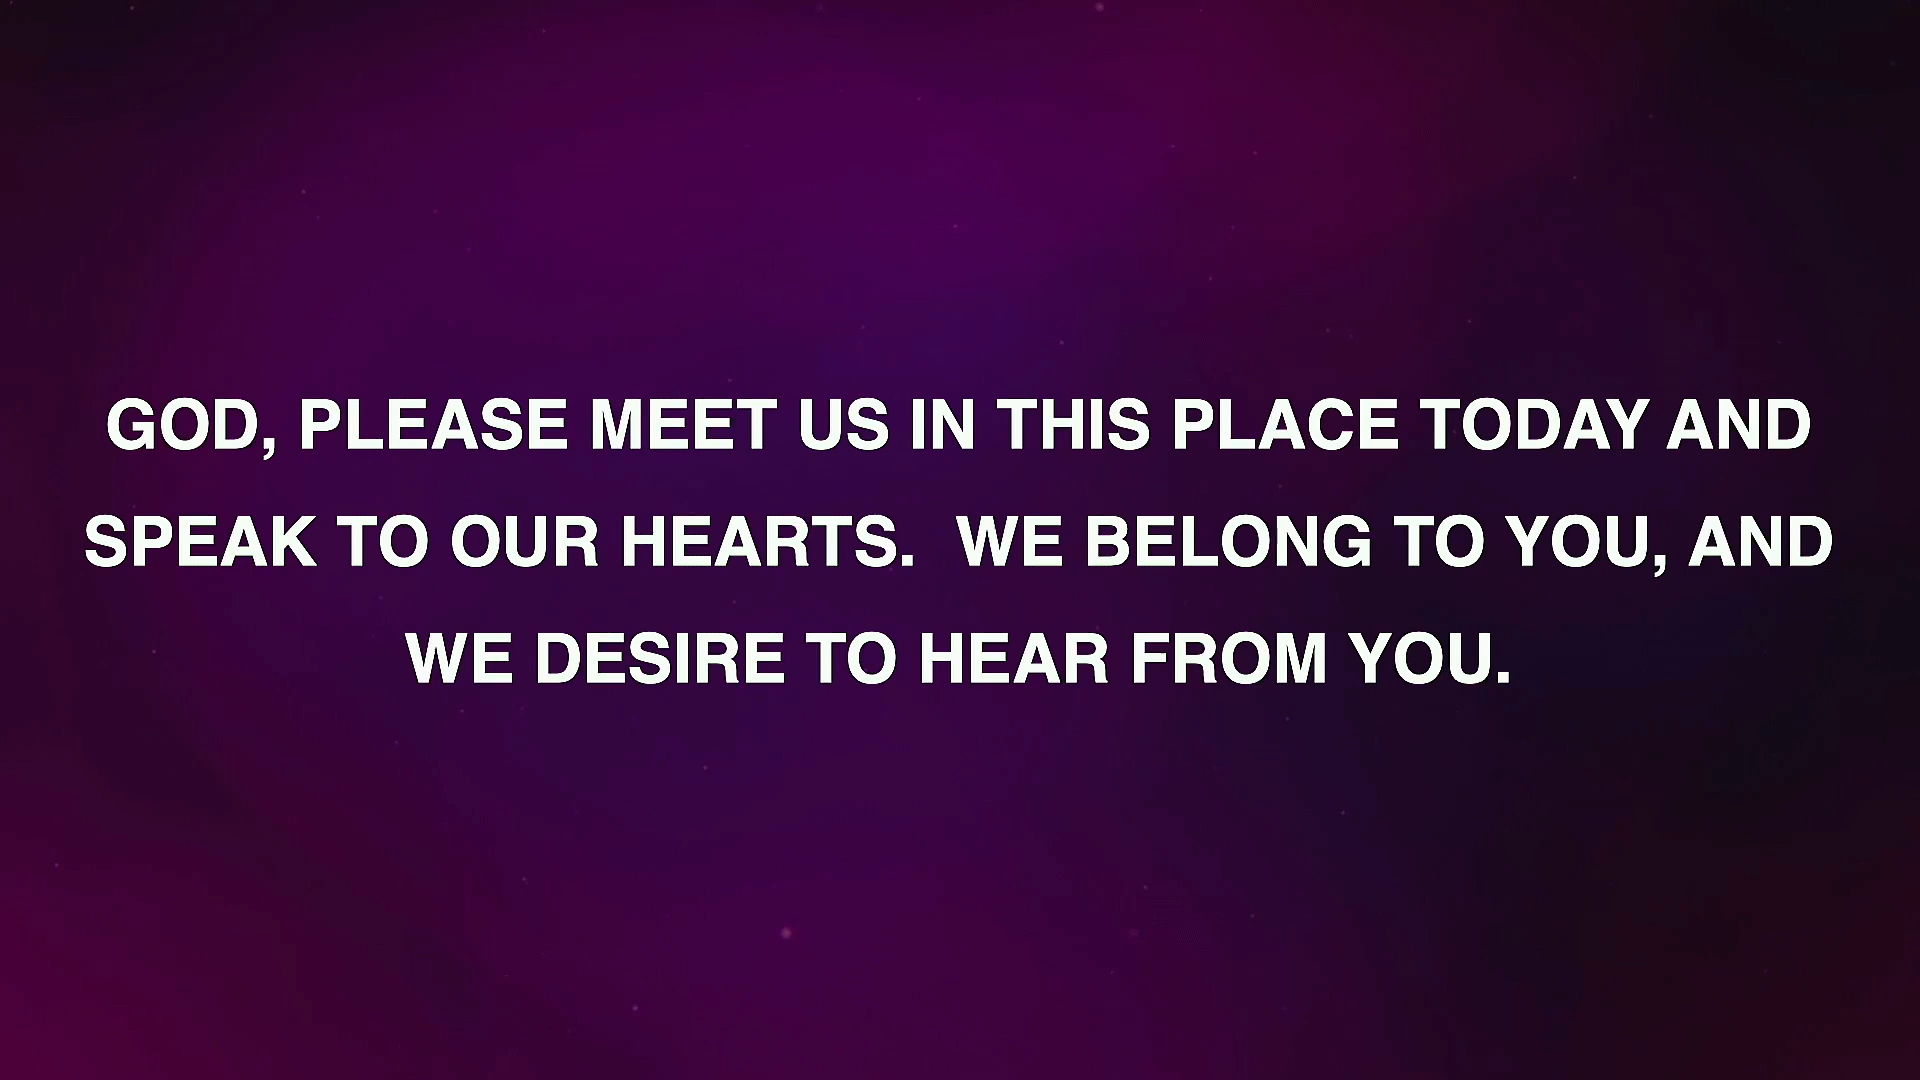 GOD, PLEASE MEET US IN THIS PLACE TODAY AND
SPEAK TO OUR HEARTS.  WE BELONG TO YOU, AND
WE DESIRE TO HEAR FROM YOU.